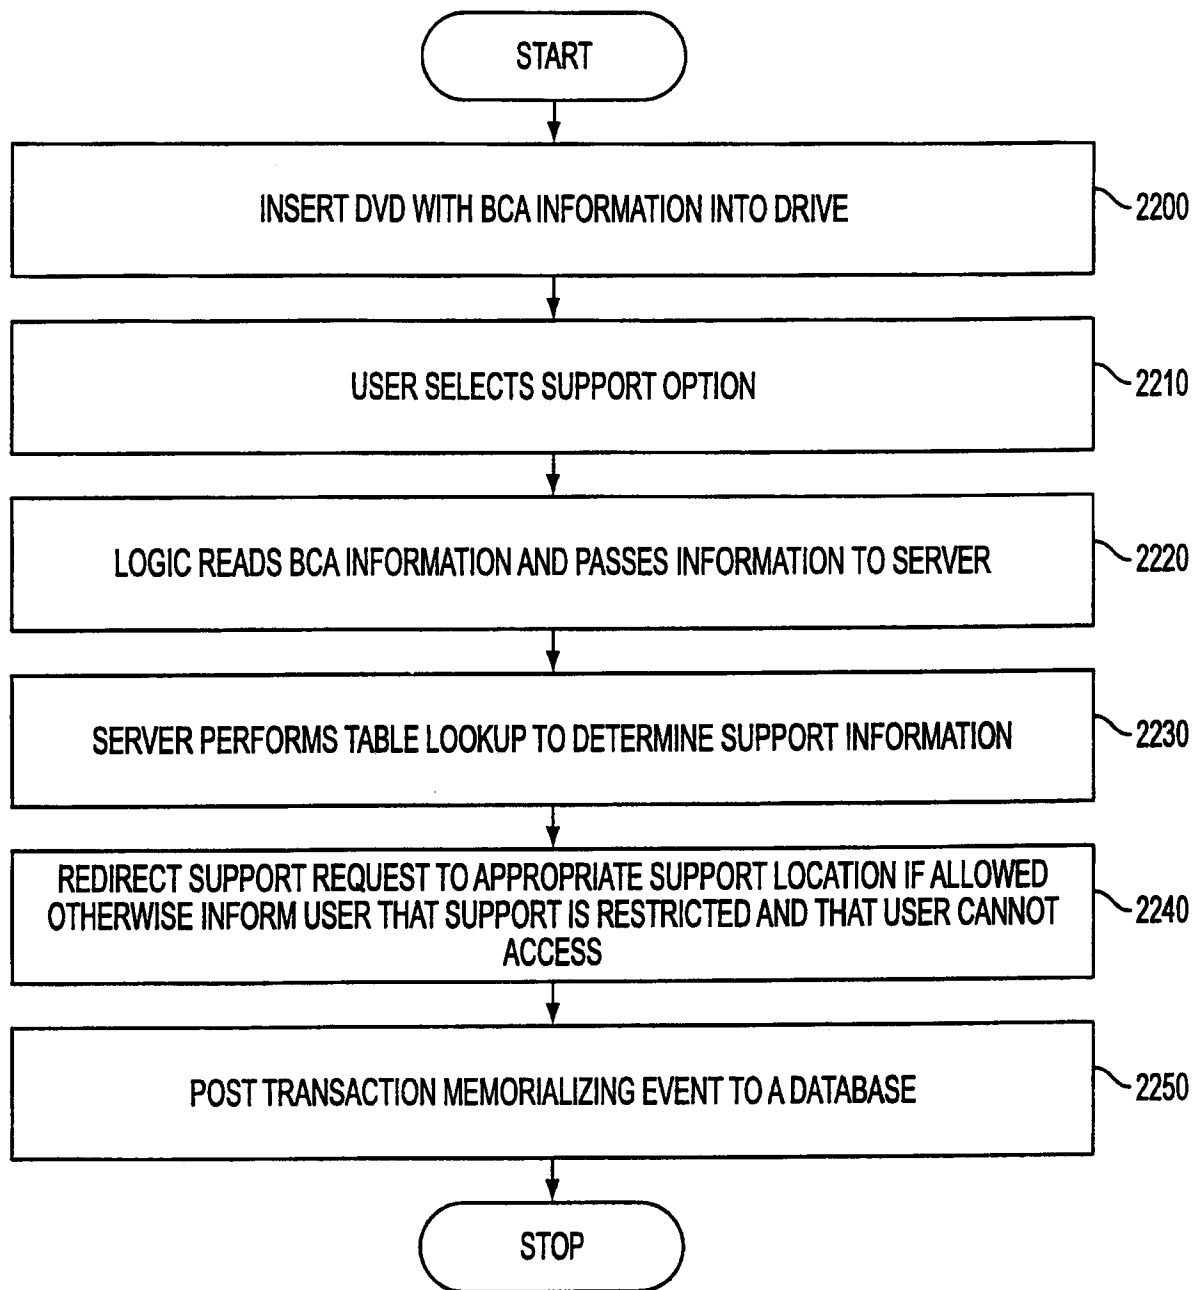 START
INSERT DVD WITH BCA INFORMATION INTO DRIVE
2200
USER SELECTS SUPPORT OPTION
2210
LOGIC READS BCA INFORMATION AND PASSES INFORMATION TO SERVER
2220
SERVER PERFORMS TABLE LOOKUP TO DETERMINE SUPPORT INFORMATION
2230
REDIRECT SUPPORT REQUEST TO APPROPRIATE SUPPORT LOCATION IF ALLOWED
OTHERWISE INFORM USER THAT SUPPORT IS RESTRICTED AND THAT USER CANNOT
ACCESS
2240
POST TRANSACTION MEMORIALIZING EVENT TO A DATABASE
2250
STOP